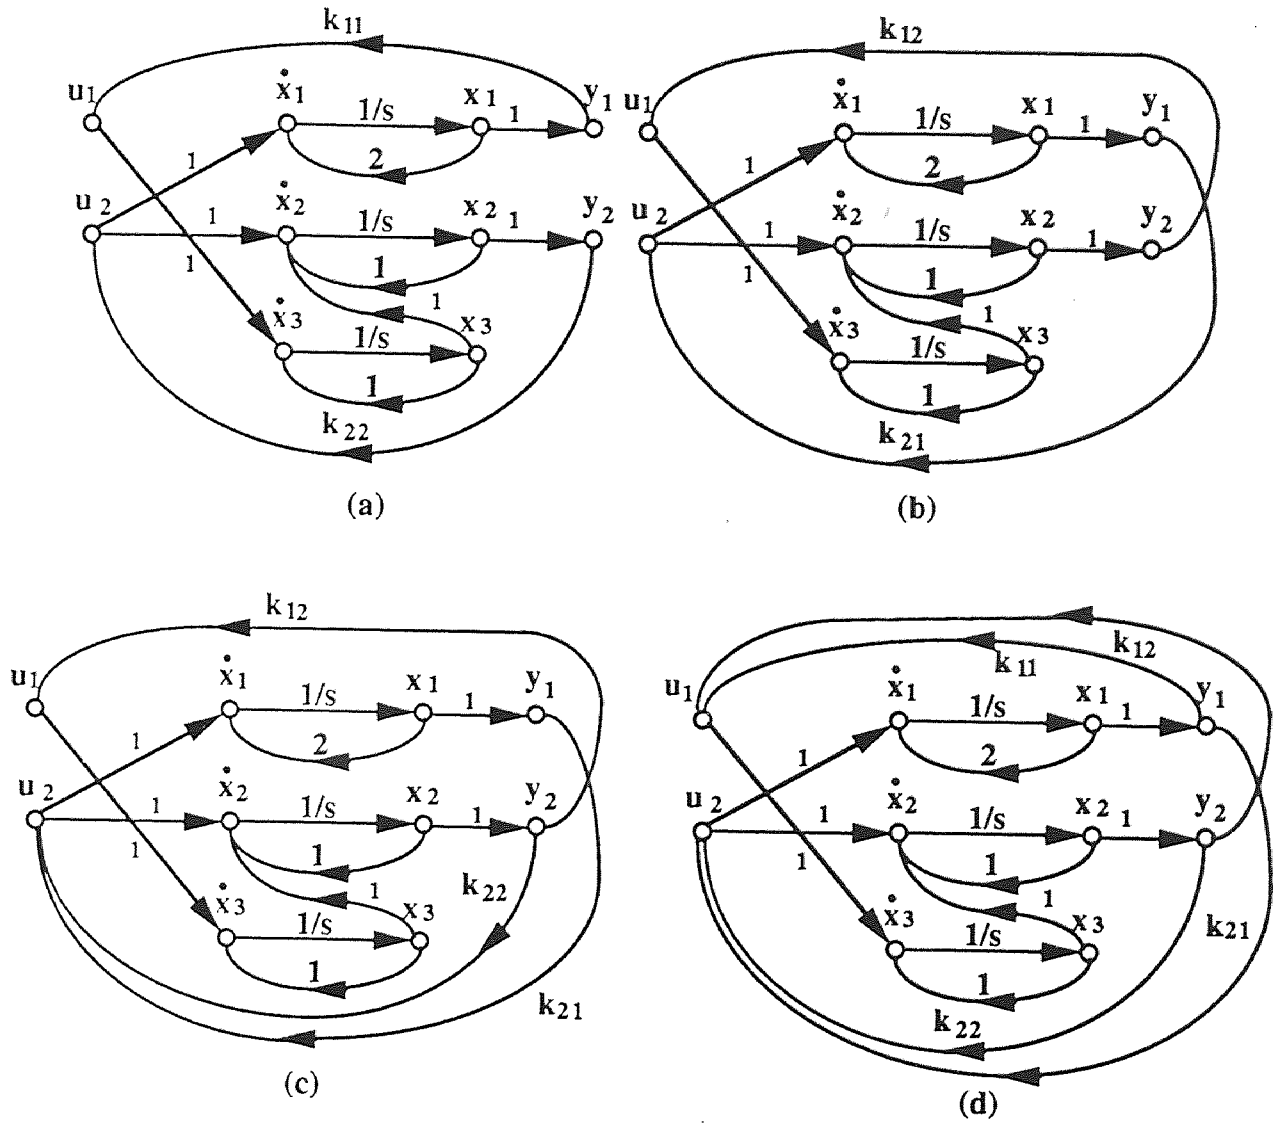 k11
u1 ẋ1 1/s x1 1 y1
1 2
u2 1 ẋ2 1/s x2 1 y2
1 1
1
ẋ3 1/s x3
1
k22
(a)
k12
u1 ẋ1 1/s x1 1 y1
1 2
u2 1 ẋ2 1/s x2 1 y2
1 1
1
ẋ3 1/s x3
1
k21
(b)
k12
u1 ẋ1 1/s x1 1 y1
1 2
u2 1 ẋ2 1/s x2 1 y2
1 1
1 k22
ẋ3 1/s x3
1
k21
(c)
k12
k11
u1 ẋ1 1/s x1 1 y1
1 2
u2 1 ẋ2 1/s x2 1 y2
1 1
1
ẋ3 1/s x3 k21
1
k22
(d)